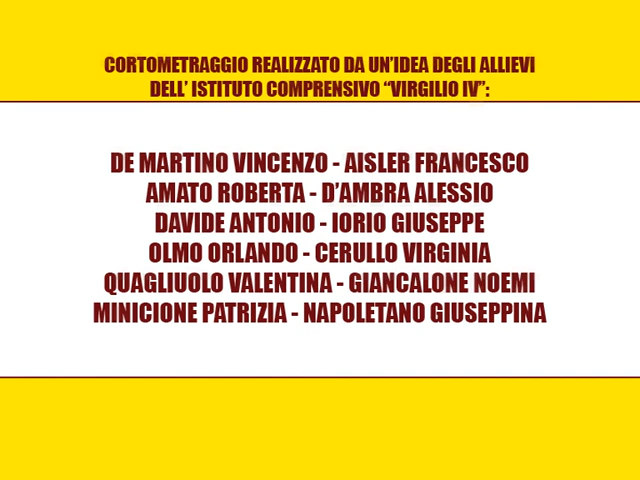 CORTOMETRAGGIO REALIZZATO DA UN'IDEA DEGLI ALLIEVI
DELL' ISTITUTO COMPRENSIVO “VIRGILIO IV”:
DE MARTINO VINCENZO - AISLER FRANCESCO
AMATO ROBERTA - D'AMBRA ALESSIO
DAVIDE ANTONIO - IORIO GIUSEPPE
OLMO ORLANDO - CERULLO VIRGINIA
QUAGLIUOLO VALENTINA - GIANCALONE NOEMI
MINICIONE PATRIZIA - NAPOLETANO GIUSEPPINA